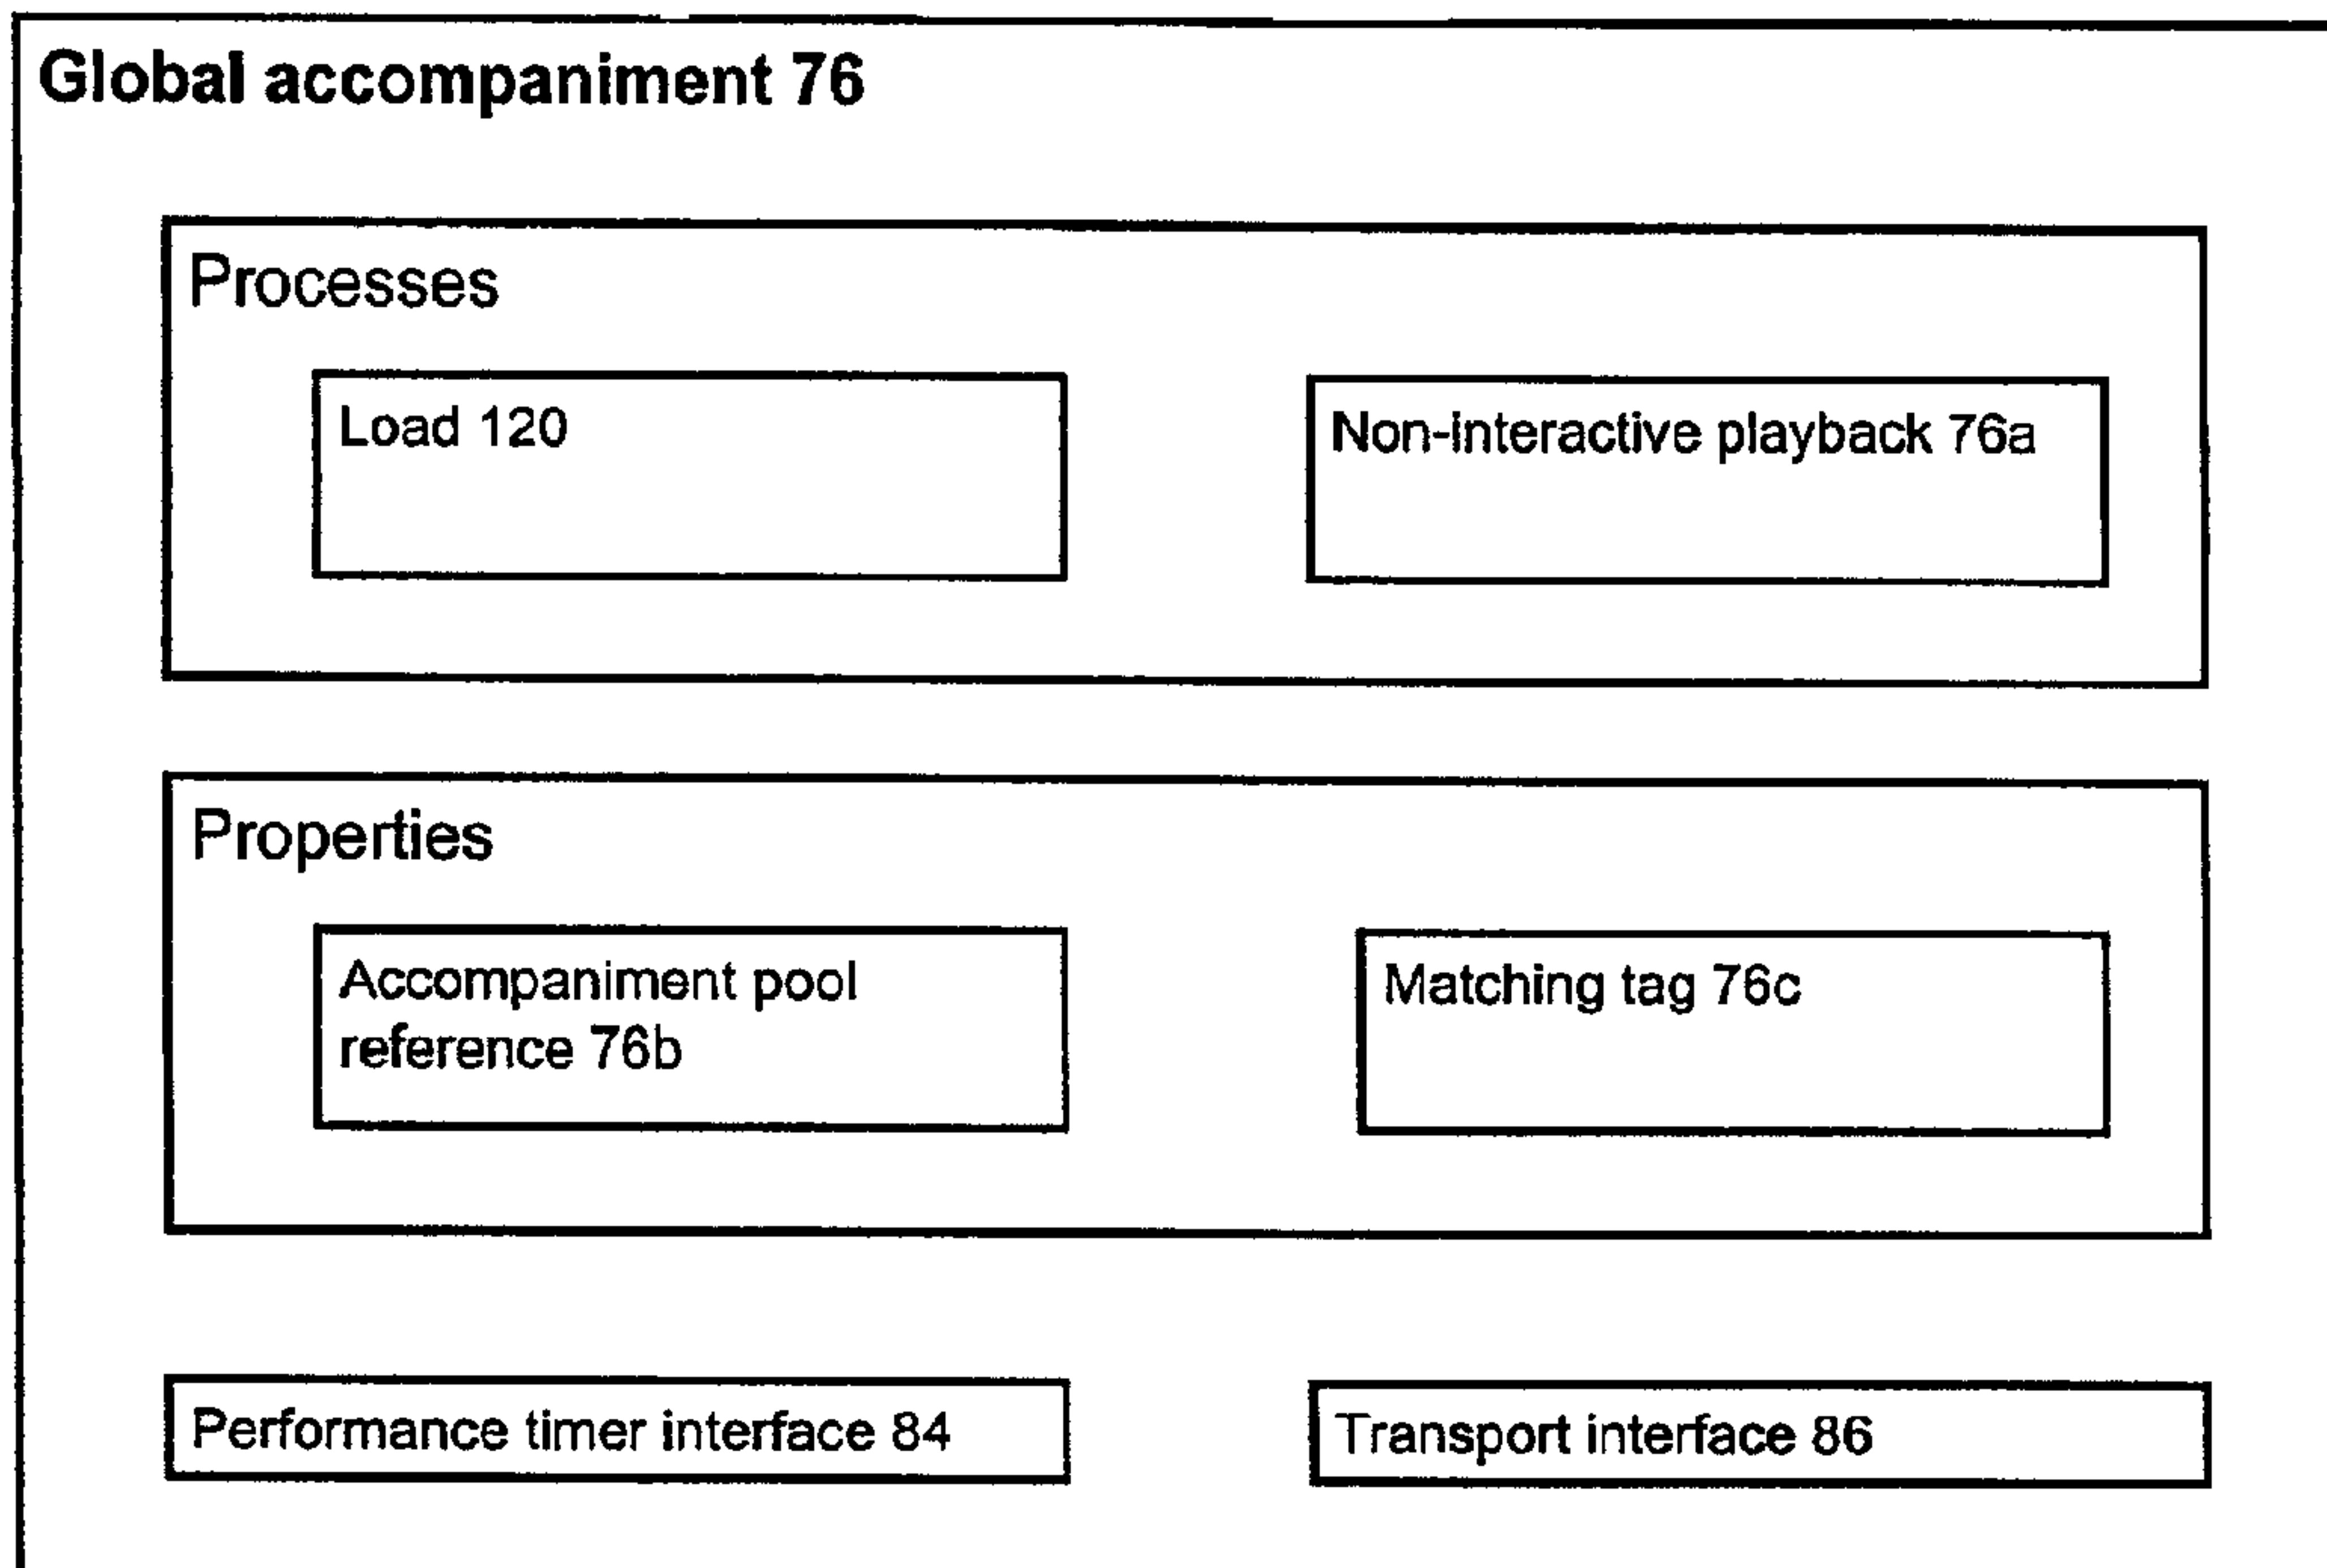 Global accompaniment 76
Processes
Load 120
Non-interactive playback 76a
Properties
Accompaniment pool
reference 76b
Matching tag 76c
Performance timer interface 84
Transport interface 86